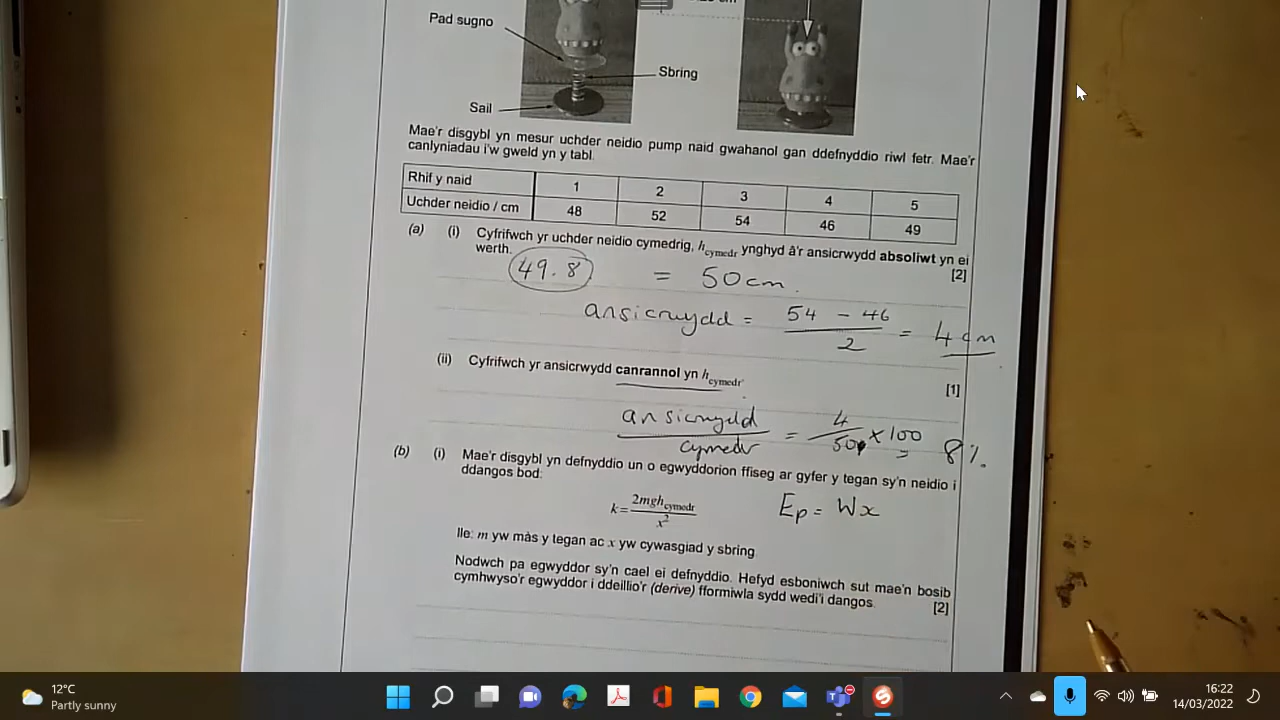 Pad sugno
Sbring
Sail
Mae'r disgybl yn mesur uchder neidio pump naid gwahanol gan ddefnyddio riwl fetr. Mae'r
canlyniadau i'w gweld yn y tabl.
Rhif y naid 1 2 3 4 5
Uchder neidio / cm 48 52 54 46 49
(a) (i) Cyfrifwch yr uchder neidio cymedrig, hcymedr ynghyd â'r ansicrwydd absoliwt yn ei
werth. [2]
49.8 = 50cm.
ansicrwydd = 54 - 46 / 2 = 4 cm
(ii) Cyfrifwch yr ansicrwydd canrannol yn hcymedr. [1]
ansicrwydd / cymedr = 4 / 50 x 100 = 8 %.
(b) (i) Mae'r disgybl yn defnyddio un o egwyddorion ffiseg ar gyfer y tegan sy'n neidio i
ddangos bod:
k = 2mghcymedr / x² Ep = Wx
lle: m yw màs y tegan ac x yw cywasgiad y sbring.
Nodwch pa egwyddor sy'n cael ei defnyddio. Hefyd esboniwch sut mae'n bosib
cymhwyso'r egwyddor i ddeillio'r (derive) fformiwla sydd wedi'i dangos. [2]
12°C
Partly sunny
16:22
14/03/2022